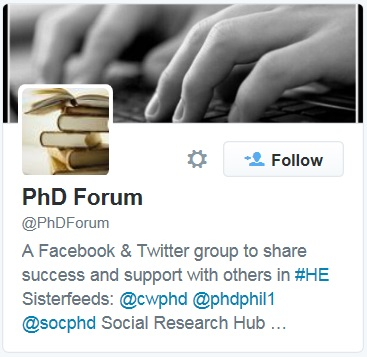 Follow
PhD Forum
@PhDForum
A Facebook & Twitter group to share
success and support with others in #HE
Sisterfeeds: @cwphd @phdphil1
@socphd Social Research Hub …